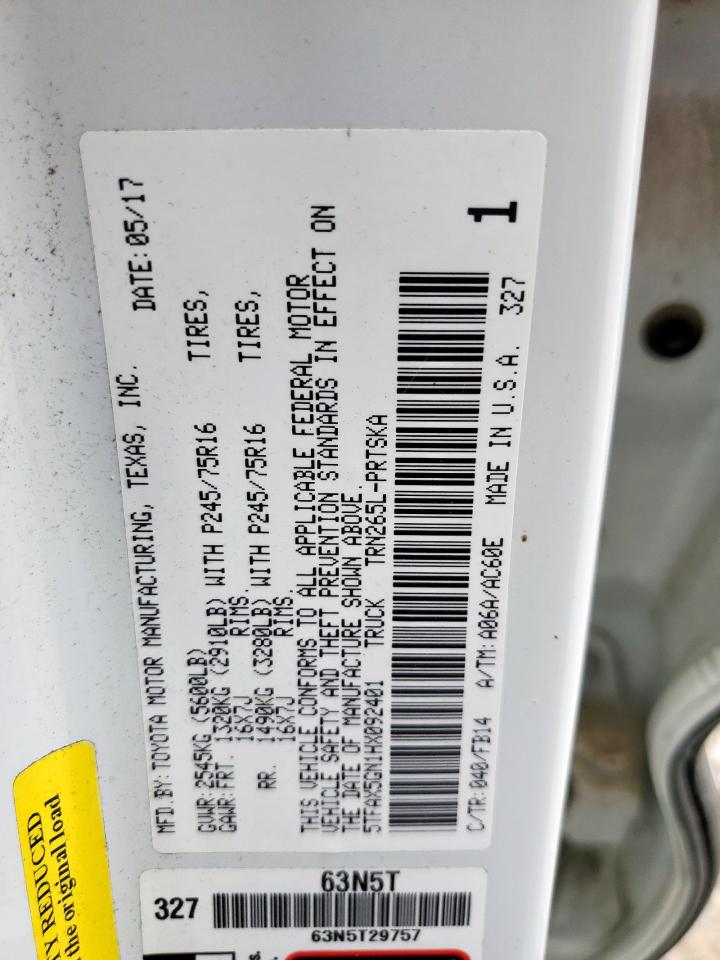 MFD.BY:TOYOTA MOTOR MANUFACTURING, TEXAS, INC. DATE:05/17
GVWR:2545KG (5600LB)
GAWR:FRT. 1320KG (2910LB) WITH P245/75R16 TIRES,
16X7J RIMS.
RR. 1490KG (3280LB) WITH P245/75R16 TIRES,
16X7J RIMS.
THIS VEHICLE CONFORMS TO ALL APPLICABLE FEDERAL MOTOR
VEHICLE SAFETY AND THEFT PREVENTION STANDARDS IN EFFECT ON
THE DATE OF MANUFACTURE SHOWN ABOVE.
5TFAX5GN1HX092401 TRUCK TRN265L-PRTSKA
C/TR:040/FB14 A/TM:A06A/AC60E MADE IN U.S.A. 327
1
63N5T
327
63N5T29757
TY REDUCED
the original load